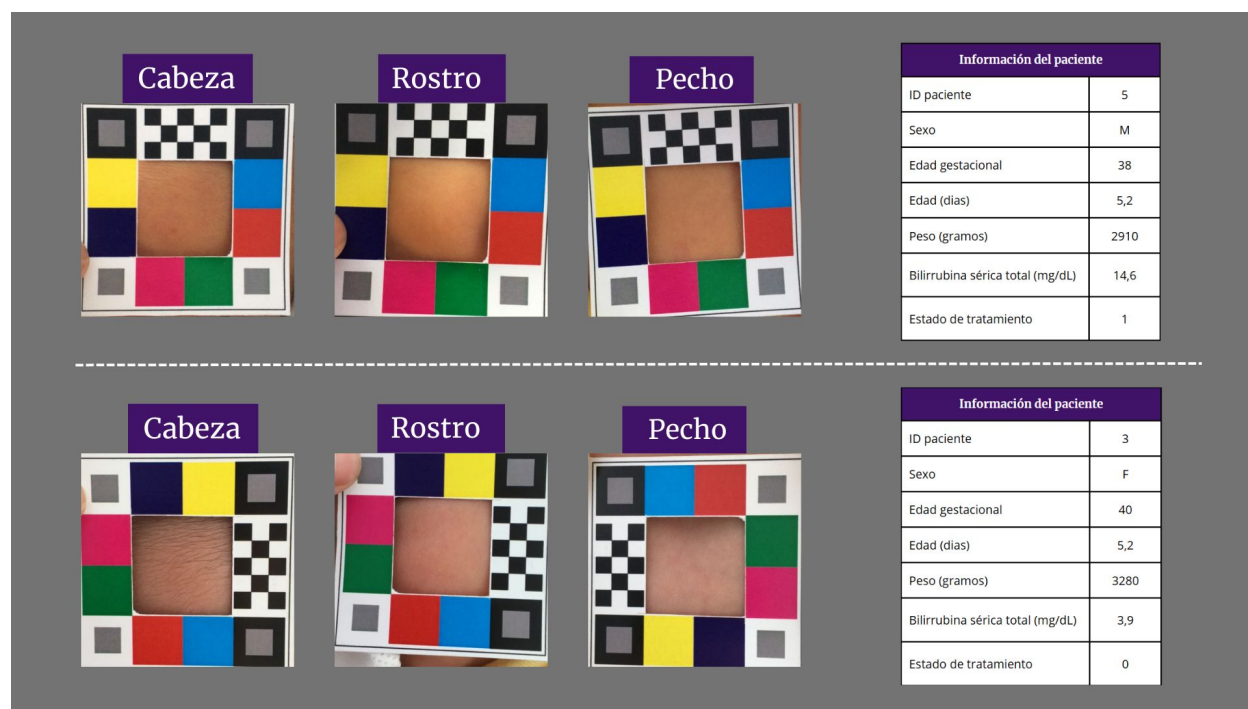 Cabeza
Rostro
Pecho
Información del paciente
ID paciente 5
Sexo M
Edad gestacional 38
Edad (dias) 5,2
Peso (gramos) 2910
Bilirrubina sérica total (mg/dL) 14,6
Estado de tratamiento 1
Cabeza
Rostro
Pecho
Información del paciente
ID paciente 3
Sexo F
Edad gestacional 40
Edad (dias) 5,2
Peso (gramos) 3280
Bilirrubina sérica total (mg/dL) 3,9
Estado de tratamiento 0